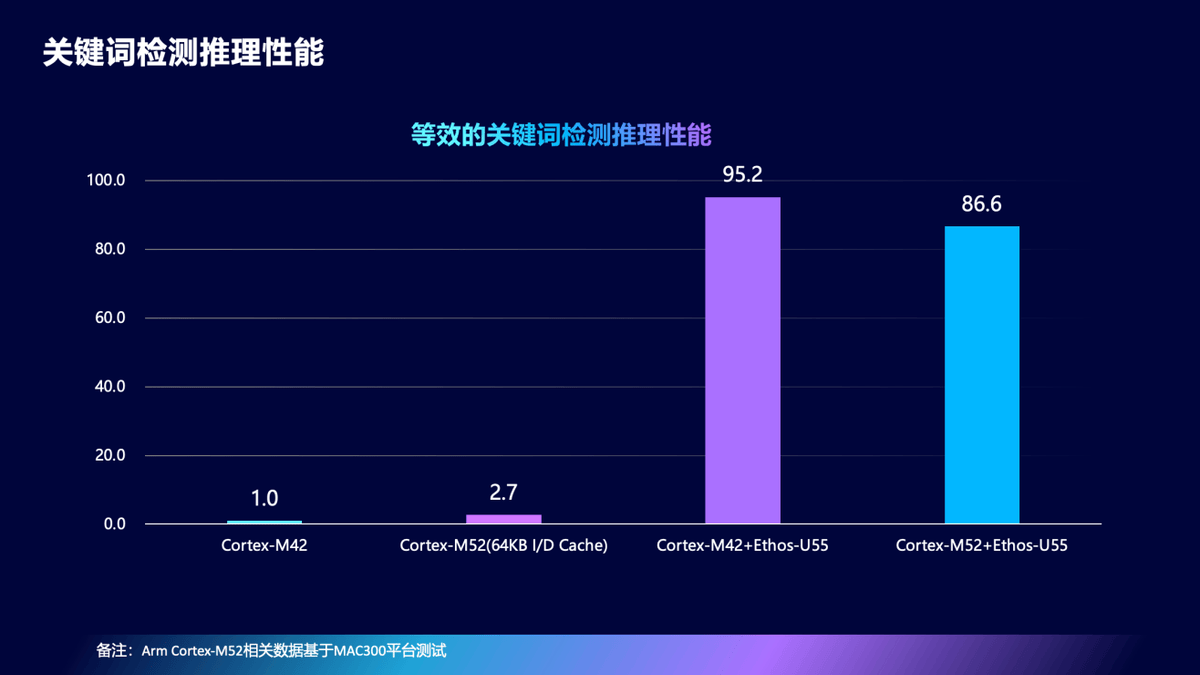 关键词检测推理性能
等效的关键词检测推理性能
100.0
80.0
60.0
40.0
20.0
0.0
1.0
2.7
95.2
86.6
Cortex-M42
Cortex-M52(64KB I/D Cache)
Cortex-M42+Ethos-U55
Cortex-M52+Ethos-U55
备注：Arm Cortex-M52相关数据基于MAC300平台测试